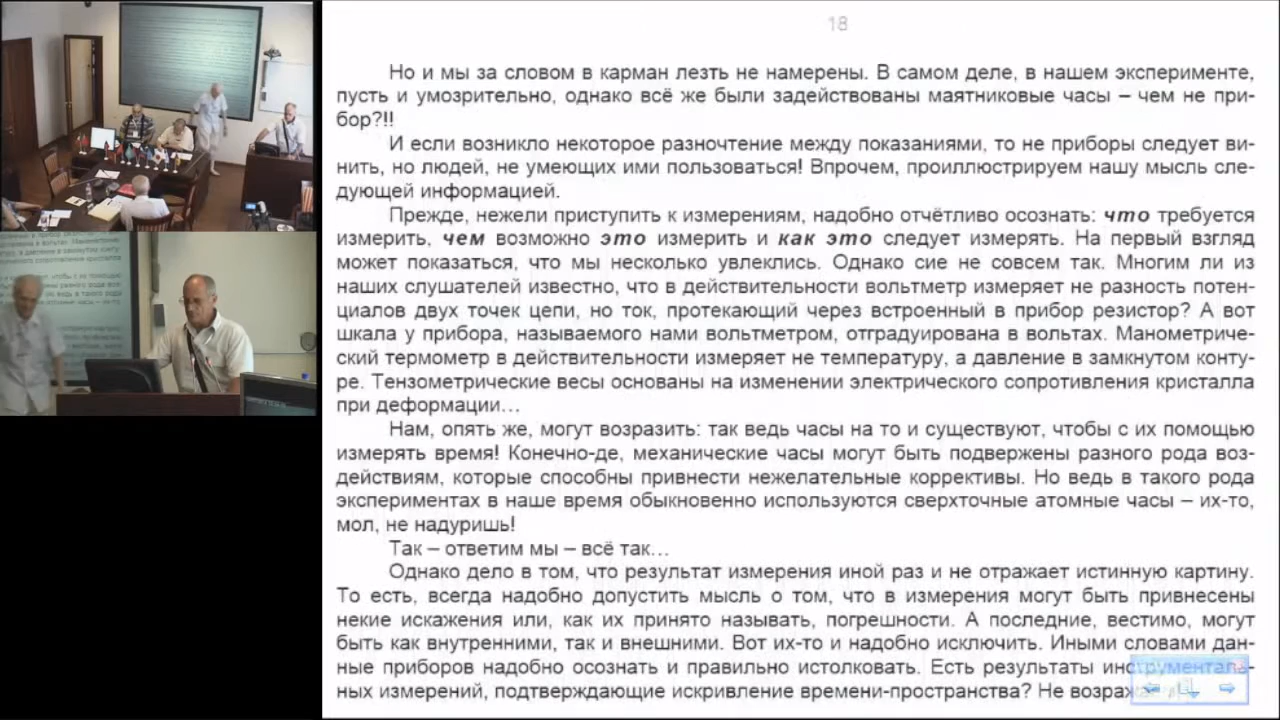 18
Но и мы за словом в карман лезть не намерены. В самом деле, в нашем эксперименте,
пусть и умозрительно, однако всё же были задействованы маятниковые часы – чем не при-
бор?!!
И если возникло некоторое разночтение между показаниями, то не приборы следует ви-
нить, но людей, не умеющих ими пользоваться! Впрочем, проиллюстрируем нашу мысль сле-
дующей информацией.
Прежде, нежели приступить к измерениям, надобно отчётливо осознать: что требуется
измерить, чем возможно это измерить и как это следует измерять. На первый взгляд
может показаться, что мы несколько увлеклись. Однако сие не совсем так. Многим ли из
наших слушателей известно, что в действительности вольтметр измеряет не разность потен-
циалов двух точек цепи, но ток, протекающий через встроенный в прибор резистор? А вот
шкала у прибора, называемого нами вольтметром, отградуирована в вольтах. Манометриче-
ский термометр в действительности измеряет не температуру, а давление в замкнутом конту-
ре. Тензометрические весы основаны на изменении электрического сопротивления кристалла
при деформации…
Нам, опять же, могут возразить: так ведь часы на то и существуют, чтобы с их помощью
измерять время! Конечно-де, механические часы могут быть подвержены разного рода воз-
действиям, которые способны привнести нежелательные коррективы. Но ведь в такого рода
экспериментах в наше время обыкновенно используются сверхточные атомные часы – их-то,
мол, не надуришь!
Так – ответим мы – всё так…
Однако дело в том, что результат измерения иной раз и не отражает истинную картину.
То есть, всегда надобно допустить мысль о том, что в измерения могут быть привнесены
некие искажения или, как их принято называть, погрешности. А последние, вестимо, могут
быть как внутренними, так и внешними. Вот их-то и надобно исключить. Иными словами дан-
ные приборов надобно осознать и правильно истолковать. Есть результаты инструменталь-
ных измерений, подтверждающие искривление времени-пространства? Не